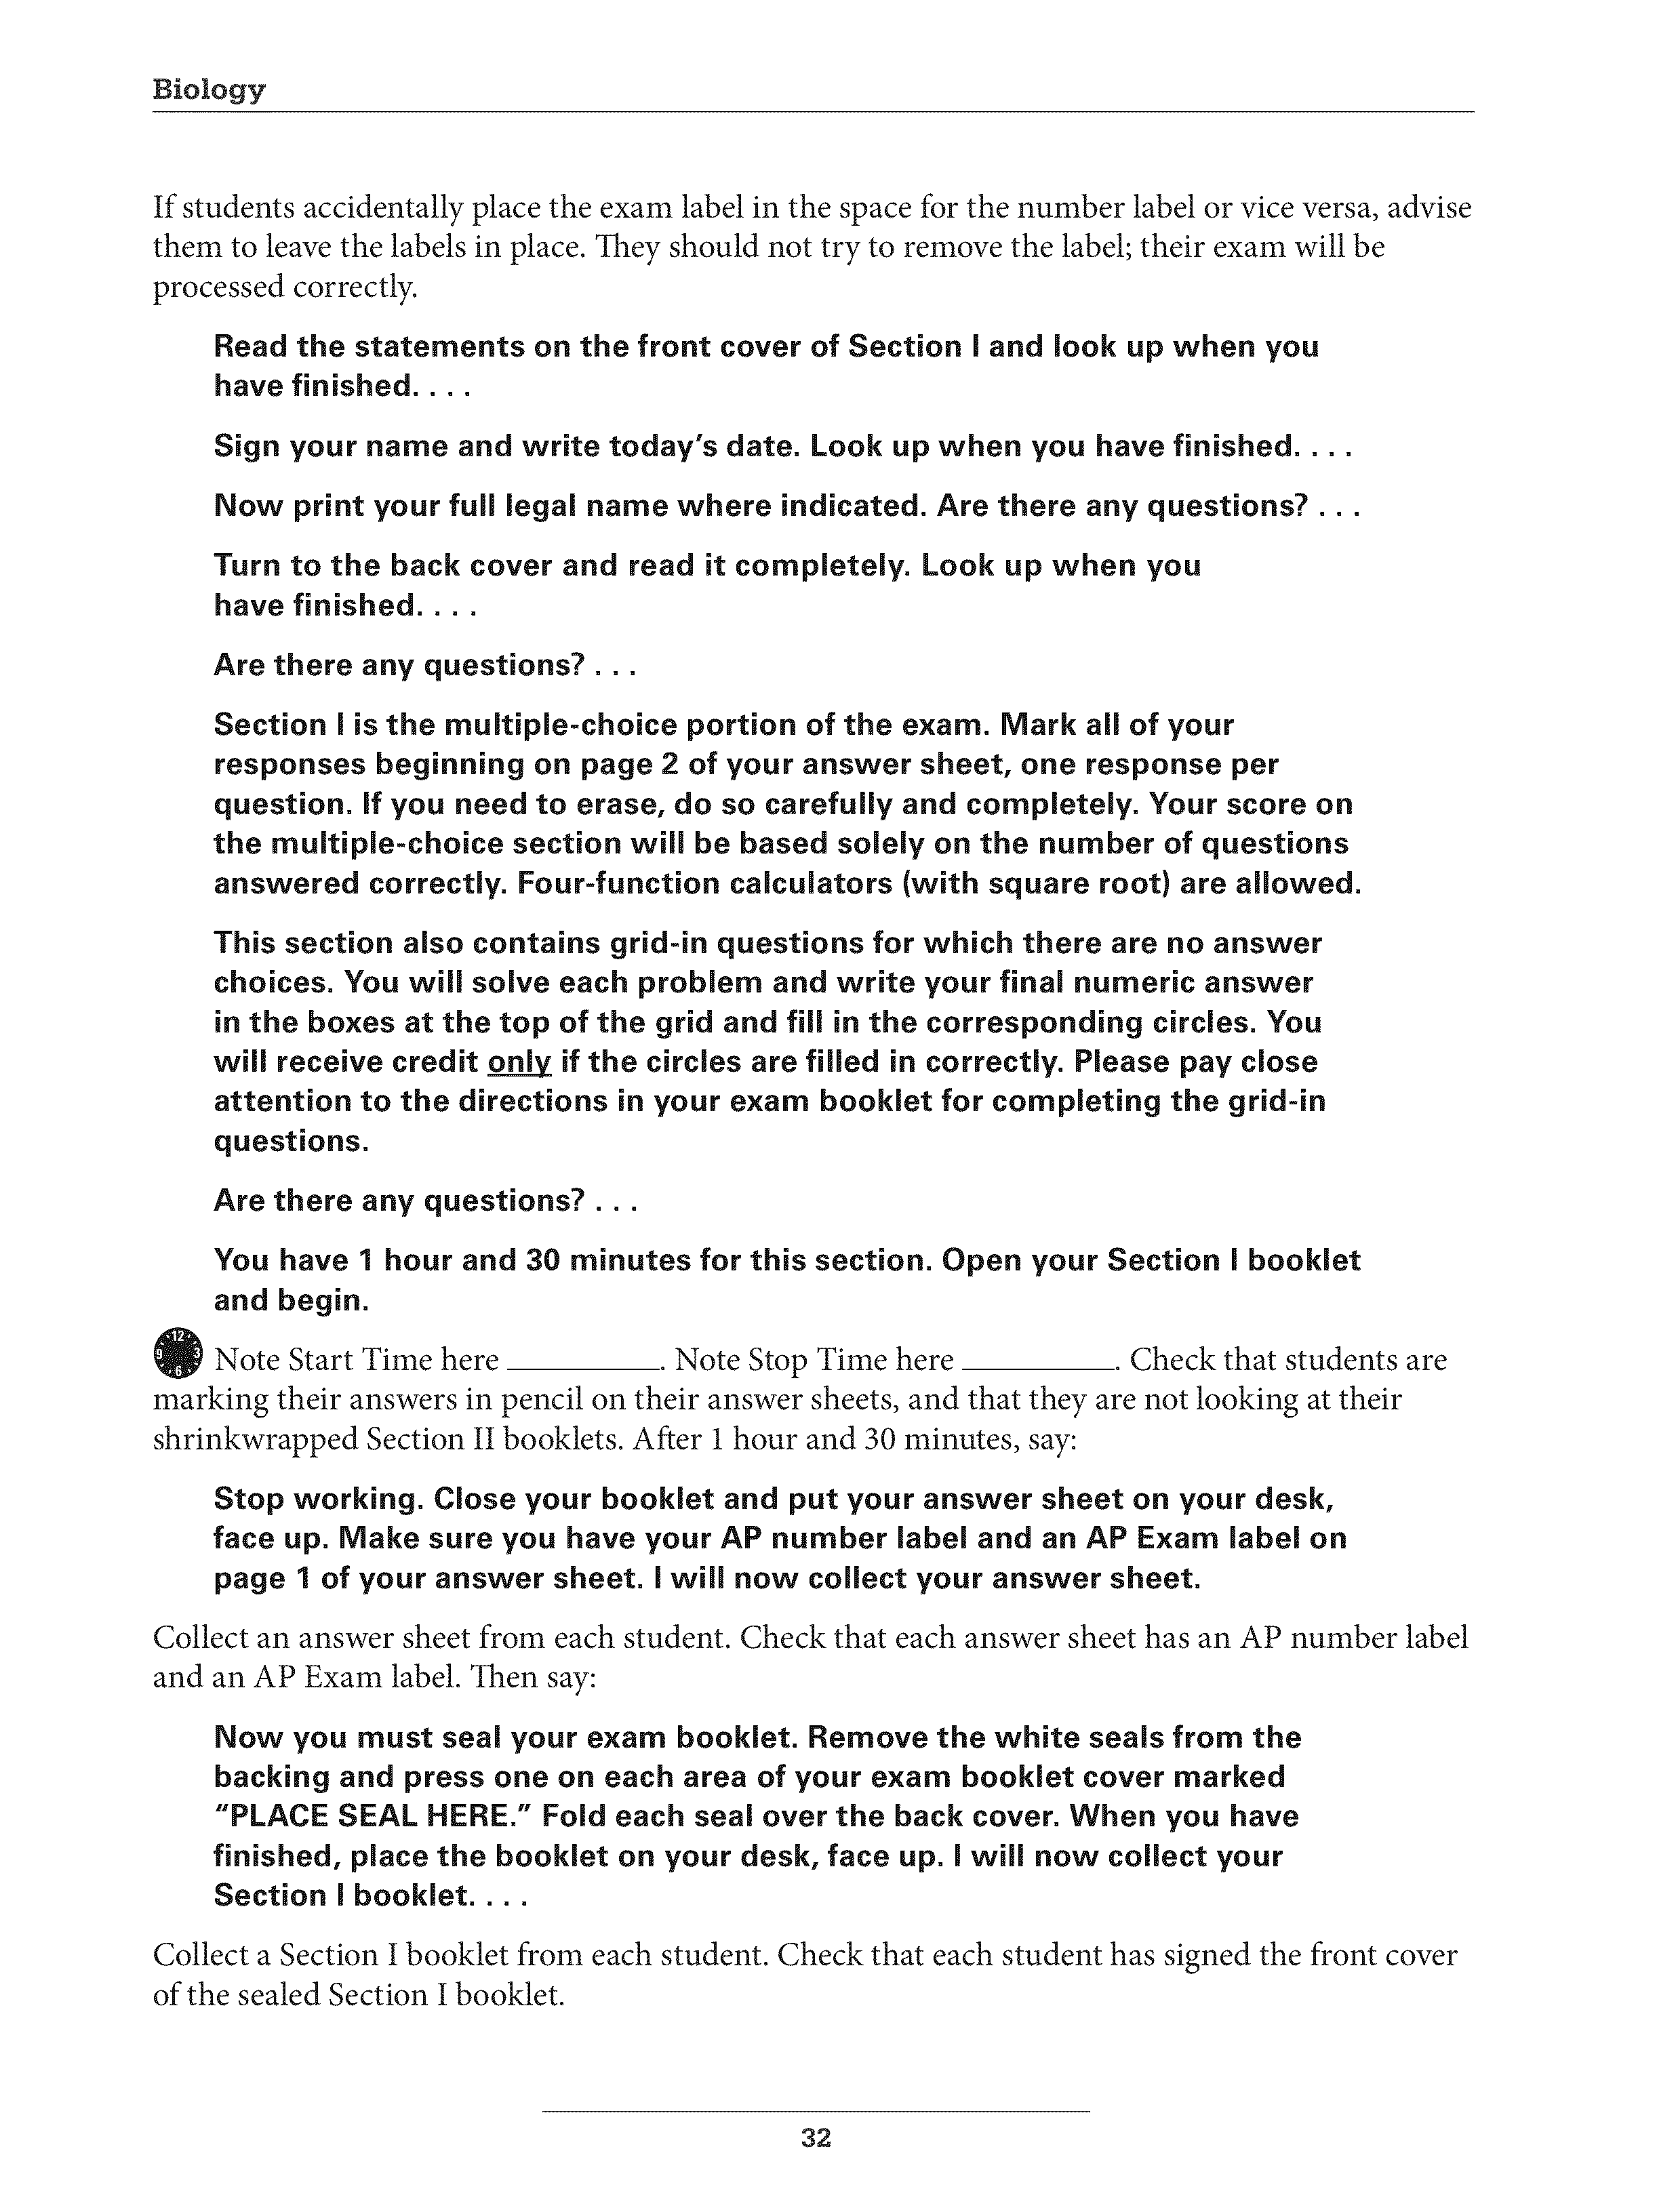 Biology
If students accidentally place the exam label in the space for the number label or vice versa, advise
them to leave the labels in place. They should not try to remove the label; their exam will be
processed correctly.
Read the statements on the front cover of Section I and look up when you
have finished. . . .
Sign your name and write today’s date. Look up when you have finished. . . .
Now print your full legal name where indicated. Are there any questions? . . .
Turn to the back cover and read it completely. Look up when you
have finished. . . .
Are there any questions? . . .
Section I is the multiple-choice portion of the exam. Mark all of your
responses beginning on page 2 of your answer sheet, one response per
question. If you need to erase, do so carefully and completely. Your score on
the multiple-choice section will be based solely on the number of questions
answered correctly. Four-function calculators (with square root) are allowed.
This section also contains grid-in questions for which there are no answer
choices. You will solve each problem and write your final numeric answer
in the boxes at the top of the grid and fill in the corresponding circles. You
will receive credit only if the circles are filled in correctly. Please pay close
attention to the directions in your exam booklet for completing the grid-in
questions.
Are there any questions? . . .
You have 1 hour and 30 minutes for this section. Open your Section I booklet
and begin.
12
9 3
6
Note Start Time here __________. Note Stop Time here __________. Check that students are
marking their answers in pencil on their answer sheets, and that they are not looking at their
shrinkwrapped Section II booklets. After 1 hour and 30 minutes, say:
Stop working. Close your booklet and put your answer sheet on your desk,
face up. Make sure you have your AP number label and an AP Exam label on
page 1 of your answer sheet. I will now collect your answer sheet.
Collect an answer sheet from each student. Check that each answer sheet has an AP number label
and an AP Exam label. Then say:
Now you must seal your exam booklet. Remove the white seals from the
backing and press one on each area of your exam booklet cover marked
“PLACE SEAL HERE.” Fold each seal over the back cover. When you have
finished, place the booklet on your desk, face up. I will now collect your
Section I booklet. . . .
Collect a Section I booklet from each student. Check that each student has signed the front cover
of the sealed Section I booklet.
32